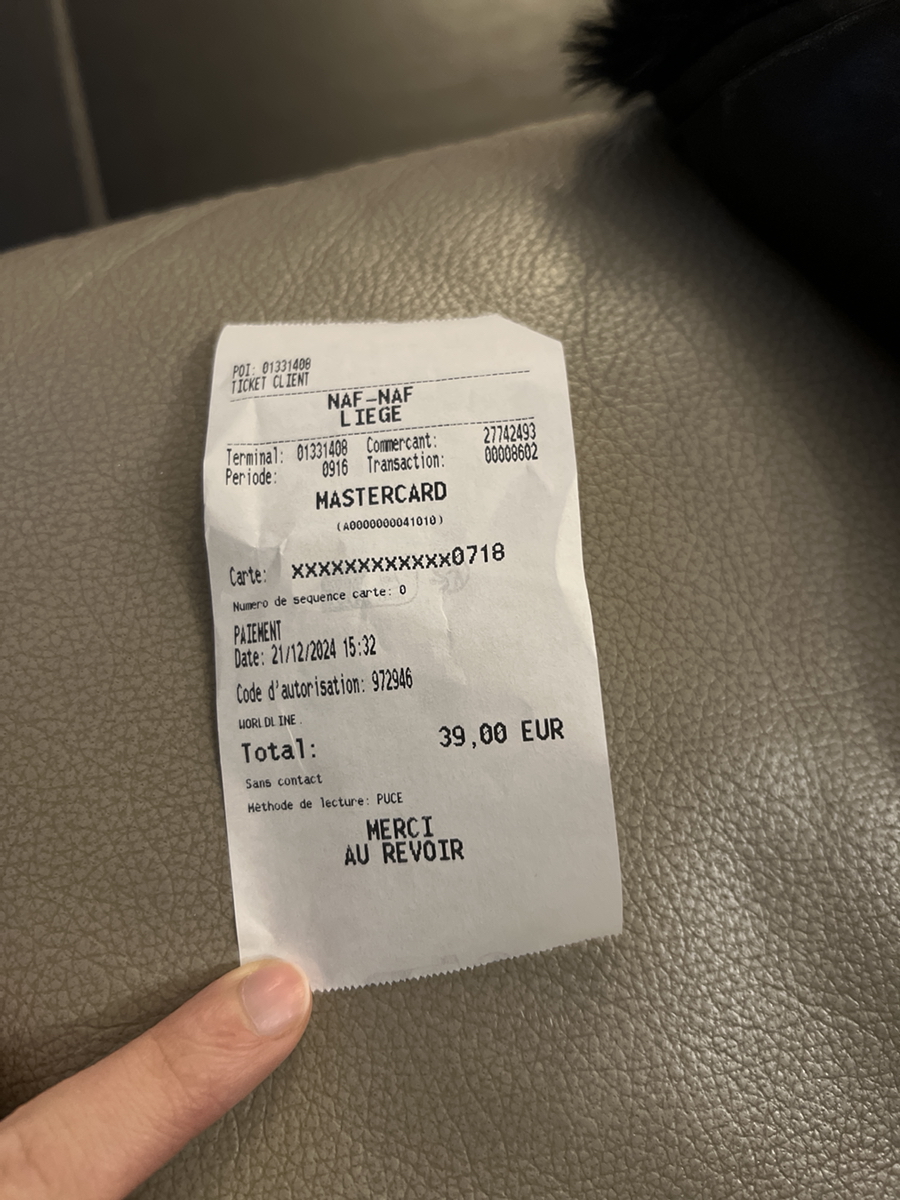 POI: 01331408
TICKET CLIENT
NAF-NAF
LIEGE
Terminal: 01331408 Commercant: 27742493
Periode: 0916 Transaction: 00008602
MASTERCARD
(A0000000041010)
Carte: xxxxxxxxxxxx0718
Numero de sequence carte: 0
PAIEMENT
Date: 21/12/2024 15:32
Code d'autorisation: 972946
WORLDLINE
Total: 39,00 EUR
Sans contact
Méthode de lecture: PUCE
MERCI
AU REVOIR